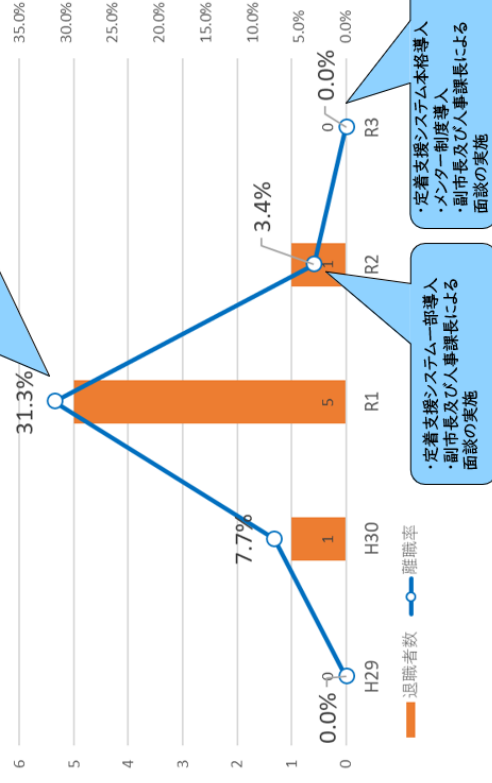 35.0%
30.0%
25.0%
20.0%
15.0%
10.0%
5.0%
0.0%
6
5
4
3
2
1
0
0.0%
0
7.7%
1
31.3%
5
3.4%
1
0.0%
0
H29
H30
R1
R2
R3
退職者数
離職率
・定着支援システム一部導入
・副市長及び人事課長による
面談の実施
・定着支援システム本格導入
・メンター制度導入
・副市長及び人事課長による
面談の実施